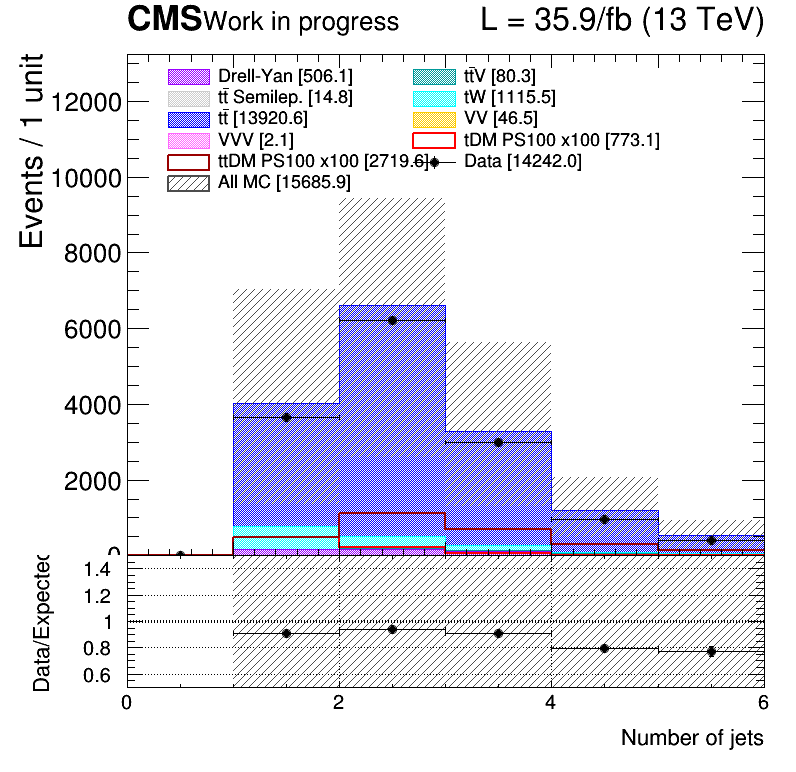 CMS Work in progress L = 35.9/fb (13 TeV)
Events / 1 unit
Drell-Yan [506.1] tt̄V [80.3]
tt̄ Semilep. [14.8] tW [1115.5]
tt̄ [13920.6] VV [46.5]
VVV [2.1] tDM PS100 x100 [773.1]
ttDM PS100 x100 [2719.6] Data [14242.0]
All MC [15685.9]
12000
10000
8000
6000
4000
2000
0
Data/Expected
1.4
1.2
1
0.8
0.6
0 2 4 6
Number of jets